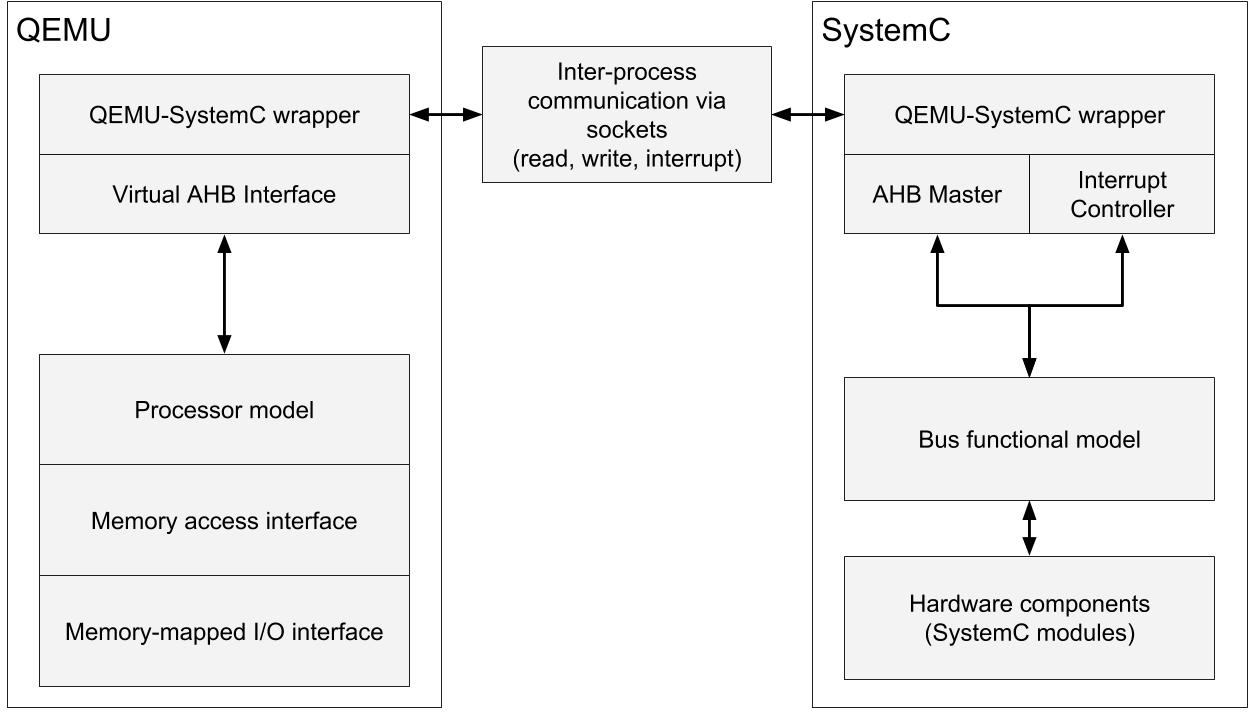 QEMU
QEMU-SystemC wrapper
Virtual AHB Interface
Processor model
Memory access interface
Memory-mapped I/O interface
Inter-process
communication via
sockets
(read, write, interrupt)
SystemC
QEMU-SystemC wrapper
AHB Master
Interrupt
Controller
Bus functional model
Hardware components
(SystemC modules)